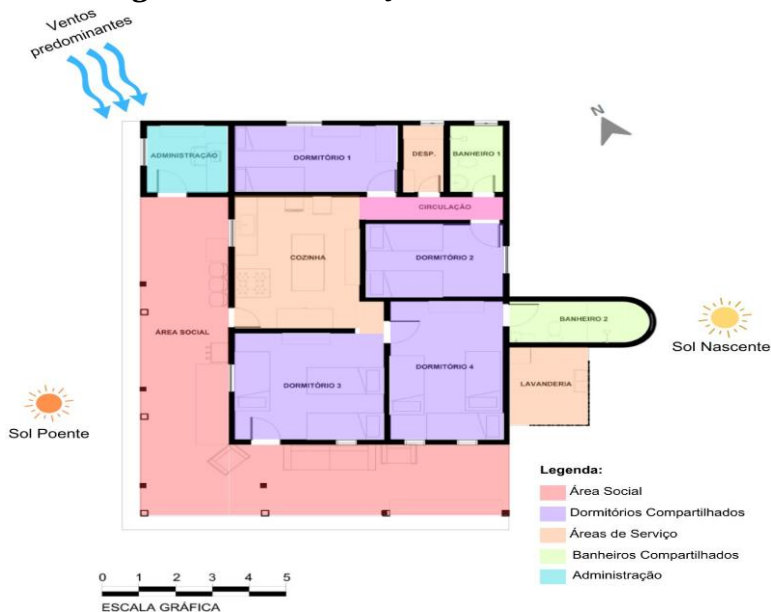 Ventos
predominantes
N
ADMINISTRAÇÃO
DORMITÓRIO 1
DESP.
BANHEIRO 1
CIRCULAÇÃO
COZINHA
DORMITÓRIO 2
ÁREA SOCIAL
BANHEIRO 2
Sol Nascente
DORMITÓRIO 3
DORMITÓRIO 4
LAVANDERIA
Sol Poente
Legenda:
Área Social
Dormitórios Compartilhados
Áreas de Serviço
Banheiros Compartilhados
Administração
0 1 2 3 4 5
ESCALA GRÁFICA